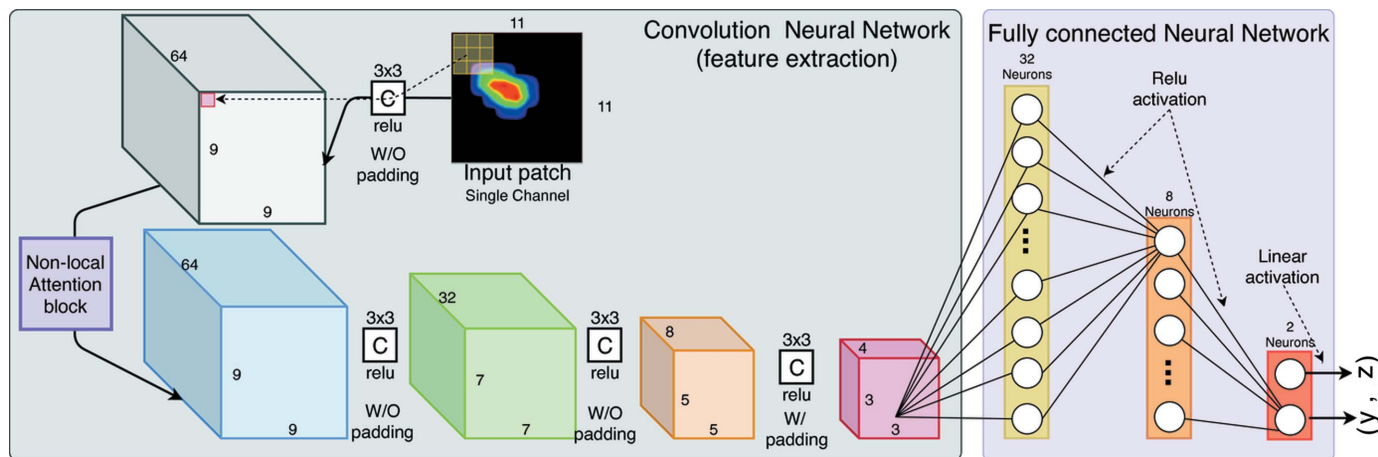 Convolution Neural Network
(feature extraction)
64
9
9
3x3
C
relu
W/O
padding
11
11
Input patch
Single Channel
Non-local
Attention
block
64
9
9
3x3
C
relu
W/O
padding
32
7
7
3x3
C
relu
W/O
padding
8
5
5
3x3
C
relu
W/
padding
4
3
3
Fully connected Neural Network
32
Neurons
Relu
activation
8
Neurons
Linear
activation
2
Neurons
(y , z)